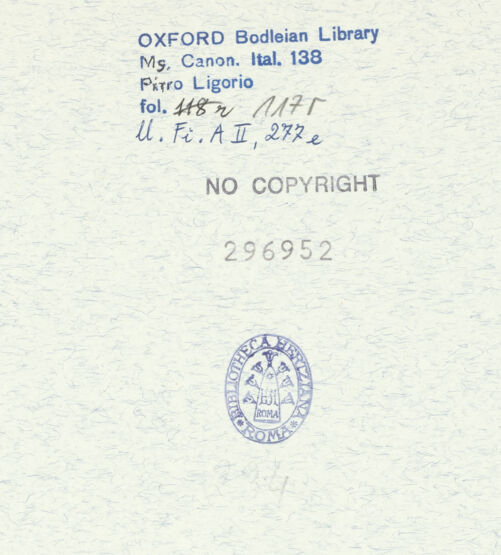 OXFORD Bodleian Library
Ms. Canon. Ital. 138
Pirro Ligorio
fol. 118r 117r
U. Fi. A II, 277e
NO COPYRIGHT
296952
BIBLIOTHECA HERTZIANA
ROMA
ROMA